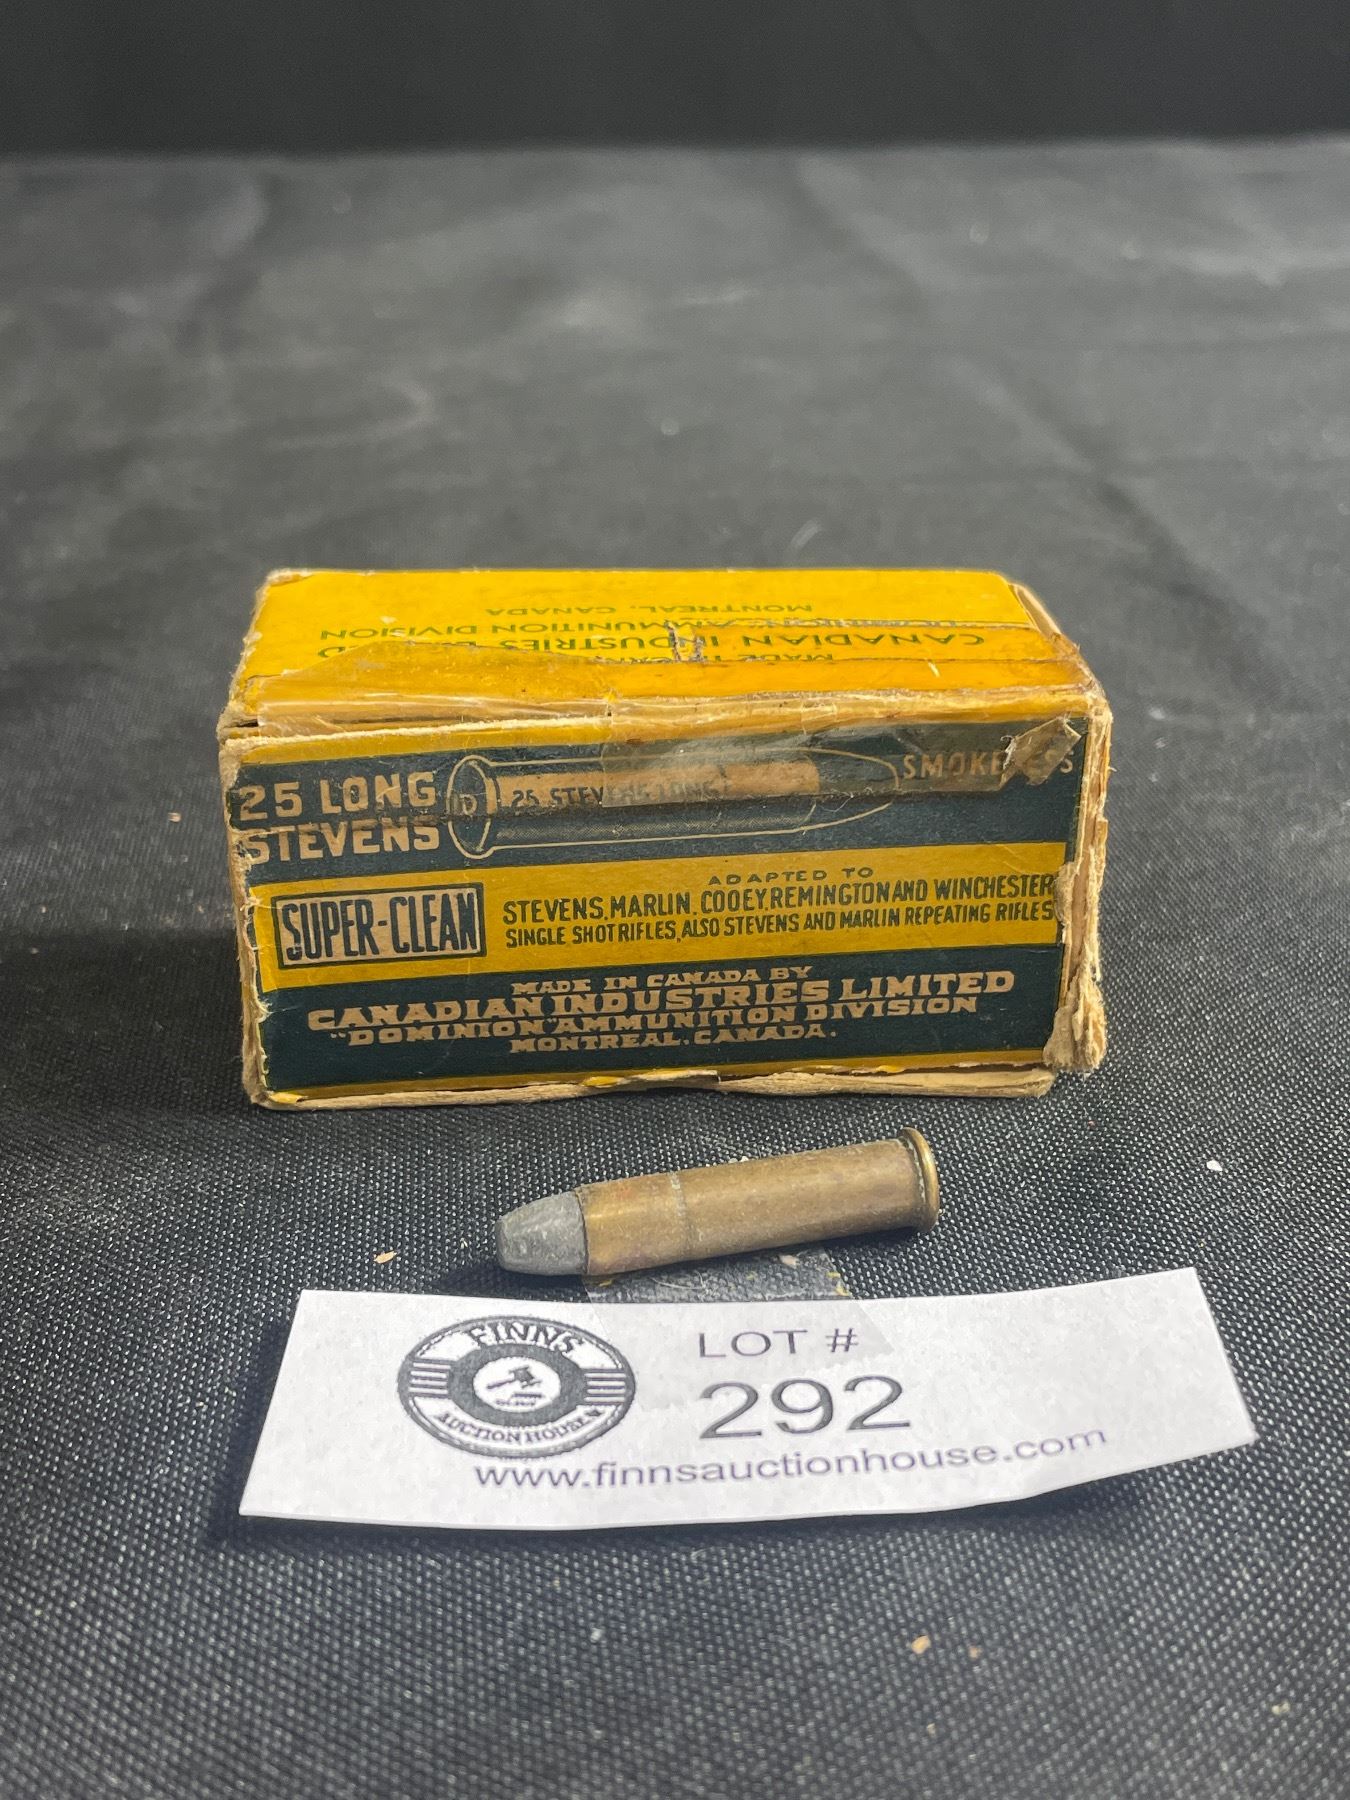 MONTREAL, CANADA
AMMUNITION DIVISION
CANADIAN INDUSTRIES
MADE
25 LONG
STEVENS
D
25 STEVENS LONG
SUPER-CLEAN
ADAPTED TO
STEVENS, MARLIN, COOEY, REMINGTON AND WINCHESTER
SINGLE SHOT RIFLES, ALSO STEVENS AND MARLIN REPEATING RIFLES
MADE IN CANADA BY
CANADIAN INDUSTRIES LIMITED
"DOMINION" AMMUNITION DIVISION
MONTREAL, CANADA.
FINNS
AUCTION HOUSE
LOT #
292
www.finnsauctionhouse.com